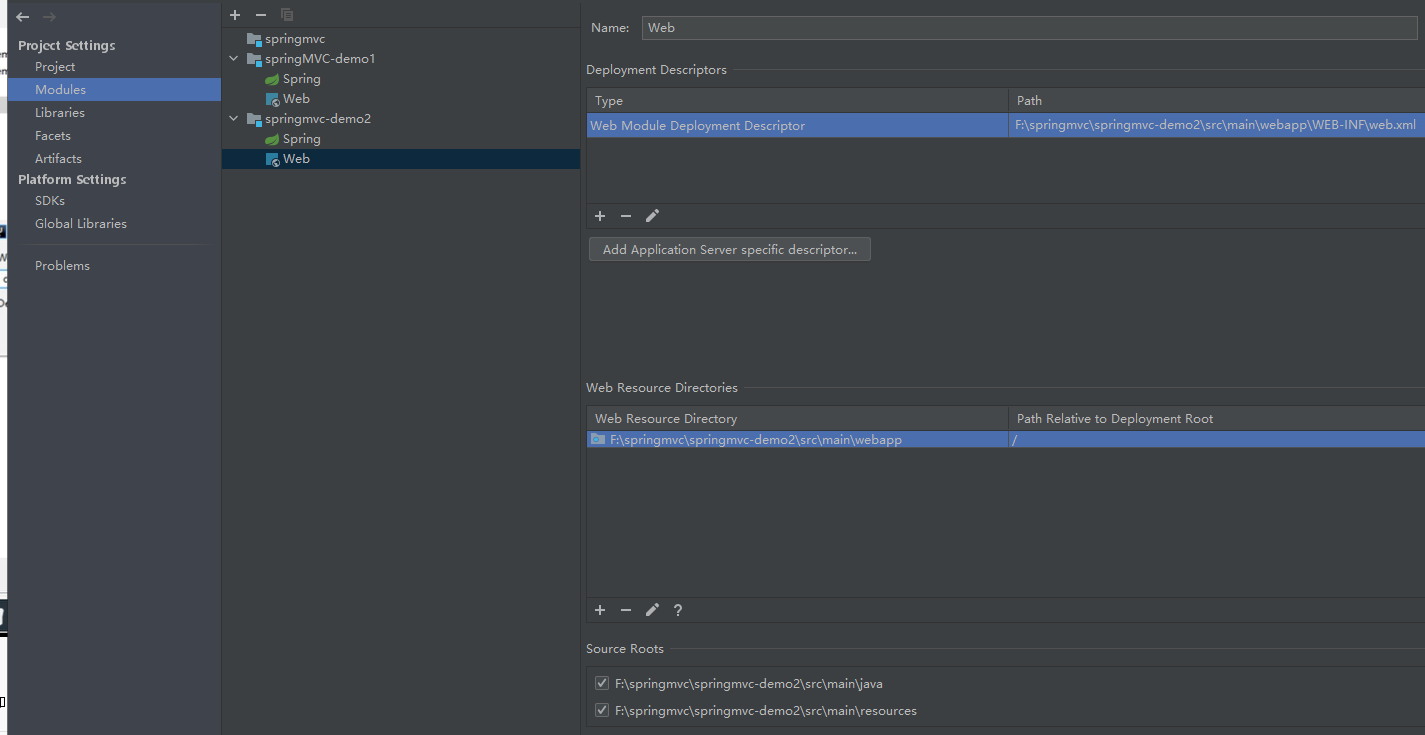 Project Settings
Project
Modules
Libraries
Facets
Artifacts
Platform Settings
SDKs
Global Libraries
Problems
springmvc
springMVC-demo1
Spring
Web
springmvc-demo2
Spring
Web
Name: Web
Deployment Descriptors
Type Path
Web Module Deployment Descriptor F:\springmvc\springmvc-demo2\src\main\webapp\WEB-INF\web.xml
Add Application Server specific descriptor...
Web Resource Directories
Web Resource Directory Path Relative to Deployment Root
F:\springmvc\springmvc-demo2\src\main\webapp /
Source Roots
F:\springmvc\springmvc-demo2\src\main\java
F:\springmvc\springmvc-demo2\src\main\resources